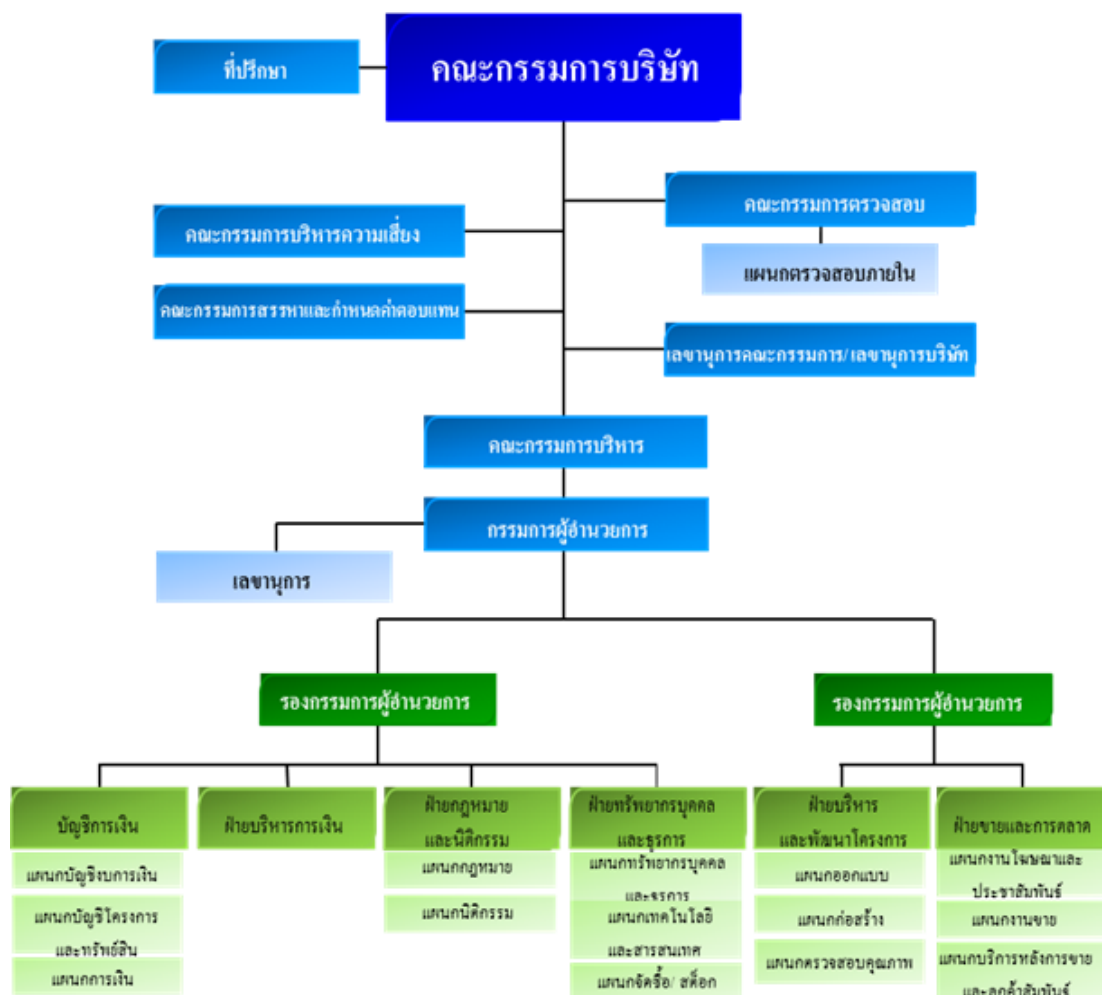 ที่ปรึกษา
คณะกรรมการบริษัท
คณะกรรมการตรวจสอบ
คณะกรรมการบริหารความเสี่ยง
แผนกตรวจสอบภายใน
คณะกรรมการสรรหาและกำหนดค่าตอบแทน
เลขานุการคณะกรรมการ/เลขานุการบริษัท
คณะกรรมการบริหาร
กรรมการผู้อำนวยการ
เลขานุการ
รองกรรมการผู้อำนวยการ
รองกรรมการผู้อำนวยการ
บัญชีการเงิน
แผนกบัญชีงบการเงิน
แผนกบัญชีโครงการ
และทรัพย์สิน
แผนกการเงิน
ฝ่ายบริหารการเงิน
ฝ่ายกฎหมาย
และนิติกรรม
แผนกกฎหมาย
แผนกนิติกรรม
ฝ่ายทรัพยากรบุคคล
และธุรการ
แผนกทรัพยากรบุคคล
และธุรการ
แผนกเทคโนโลยี
และสารสนเทศ
แผนกจัดซื้อ/ สต็อก
ฝ่ายบริหาร
และพัฒนาโครงการ
แผนกออกแบบ
แผนกก่อสร้าง
แผนกตรวจสอบคุณภาพ
ฝ่ายขายและการตลาด
แผนกงานโฆษณาและ
ประชาสัมพันธ์
แผนกงานขาย
แผนกบริการหลังการขาย
และลูกค้าสัมพันธ์